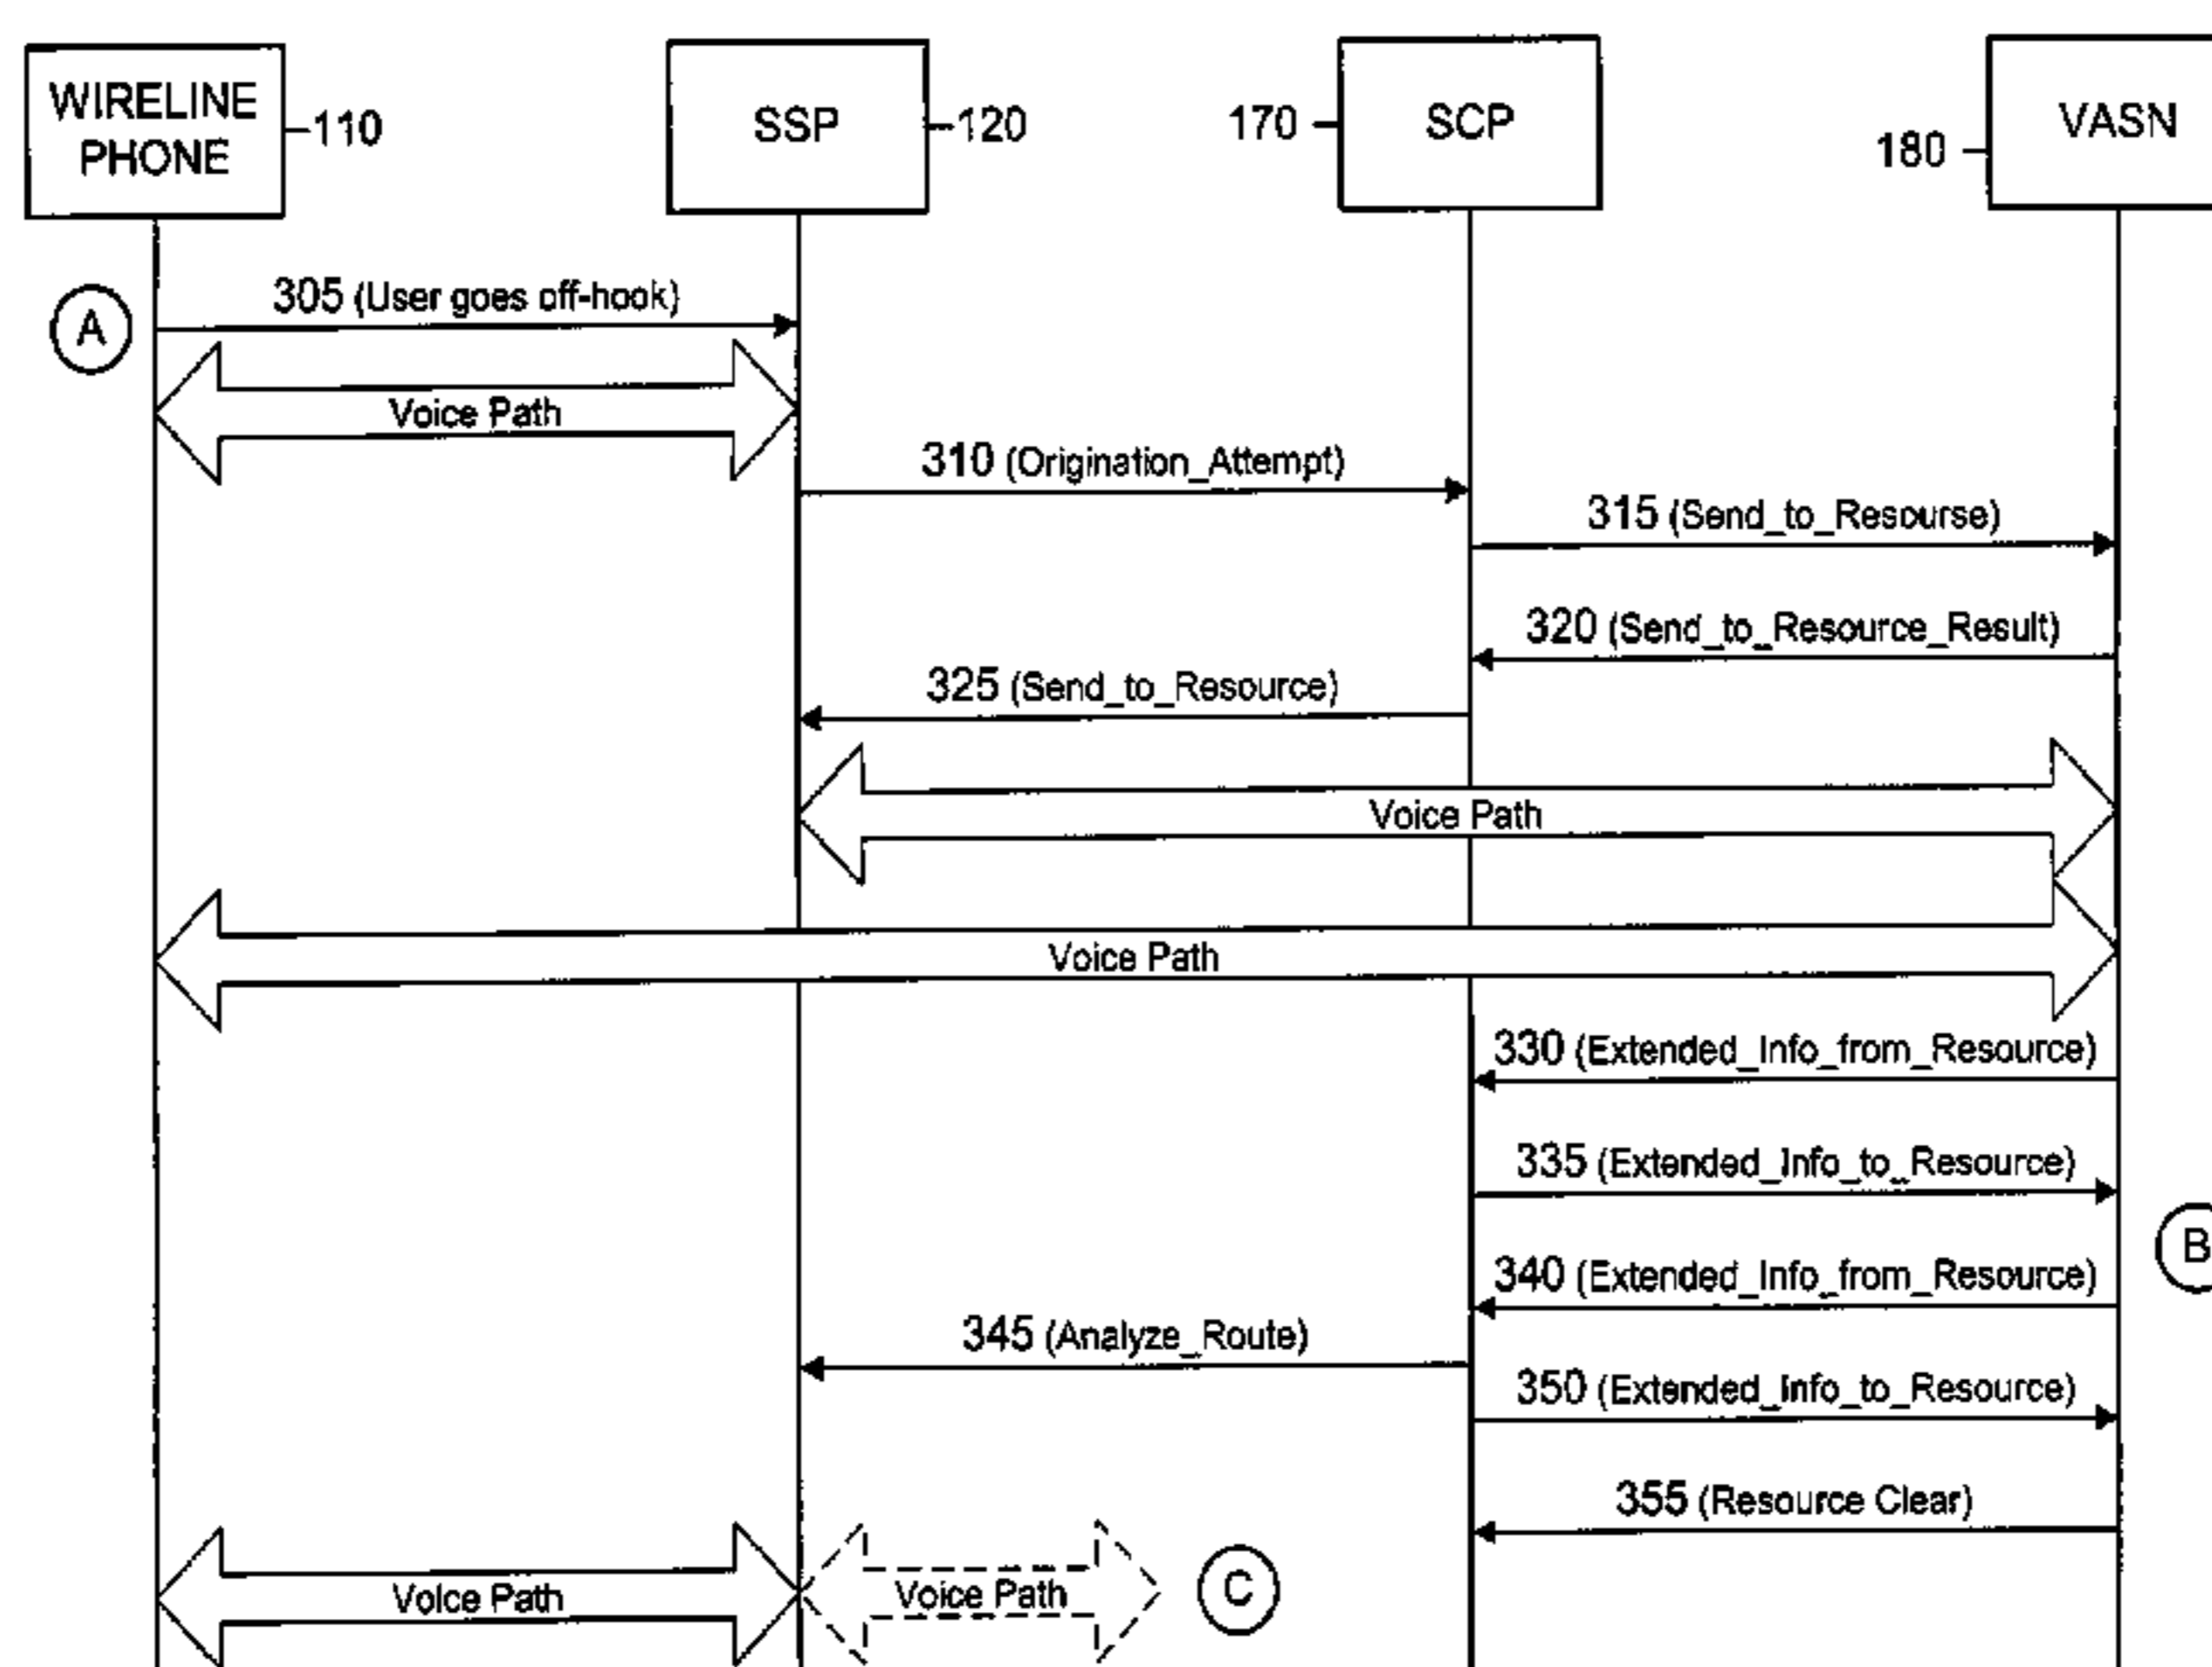 WIRELINE
PHONE
110
SSP
120
170
SCP
180
VASN
A
305 (User goes off-hook)
Voice Path
310 (Origination_Attempt)
315 (Send_to_Resourse)
320 (Send_to_Resource_Result)
325 (Send_to_Resource)
Voice Path
Voice Path
330 (Extended_Info_from_Resource)
335 (Extended_Info_to_Resource)
B
340 (Extended_Info_from_Resource)
345 (Analyze_Route)
350 (Extended_Info_to_Resource)
355 (Resource Clear)
Voice Path
Voice Path
C